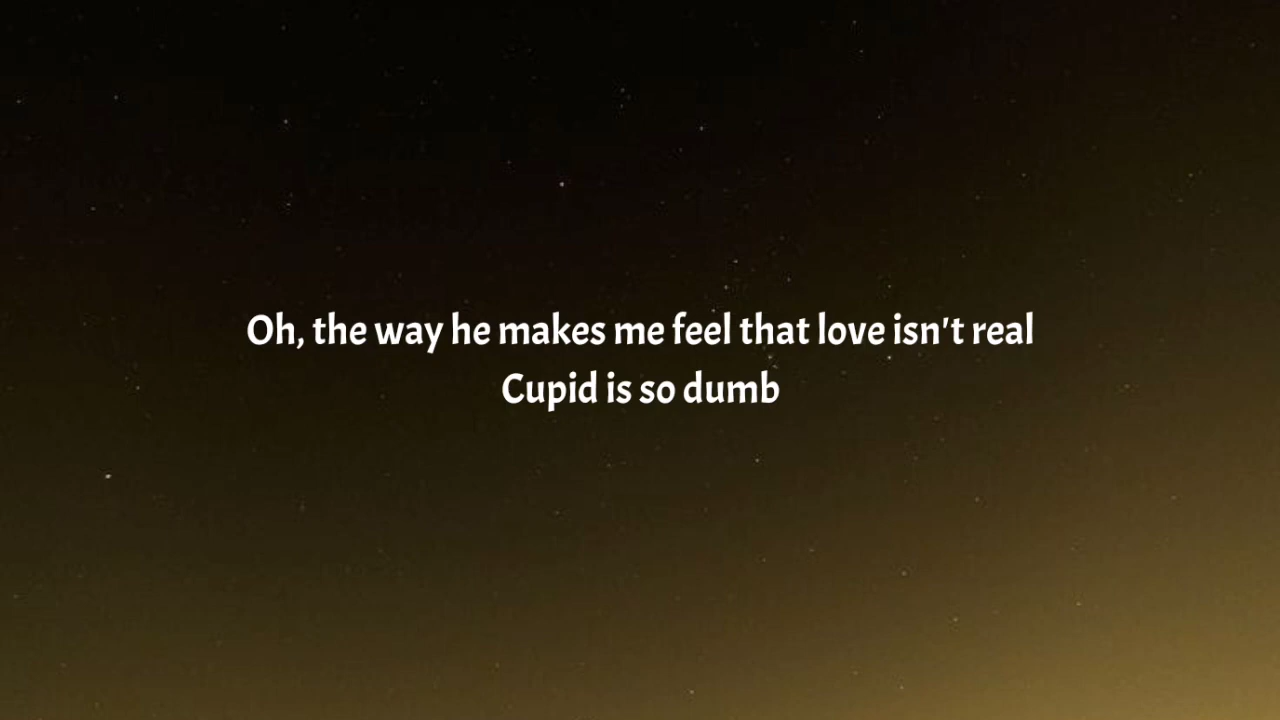 Oh, the way he makes me feel that love isn't real
Cupid is so dumb